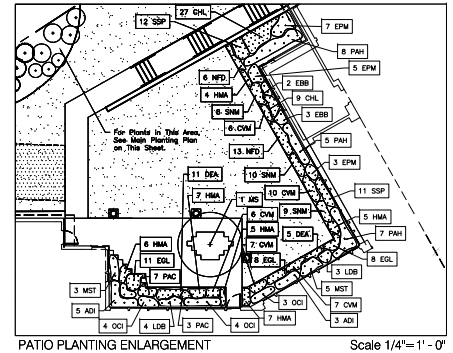 27 CHL
12 SSP
7 EPM
8 PAH
5 EPM
6 NFD
2 EBB
4 HMA
9 CHL
8 SNM
3 EBB
6 CVM
For Plants In This Area,
See Main Planting Plan
on This Sheet.
5 PAH
13 NFD
3 EPM
11 DEA
10 SNM
7 HMA
10 CVM
11 SSP
1 MS
6 CVM
9 SNM
5 HMA
5 HMA
5 DEA
7 PAH
6 HMA
7 CVM
11 EGL
8 EGL
8 EGL
7 PAC
3 LDB
3 MST
5 MST
3 OCI
7 CVM
5 ADI
7 HMA
3 ADI
4 OCI
4 LDB
3 PAC
4 OCI
PATIO PLANTING ENLARGEMENT
Scale 1/4"=1' - 0"